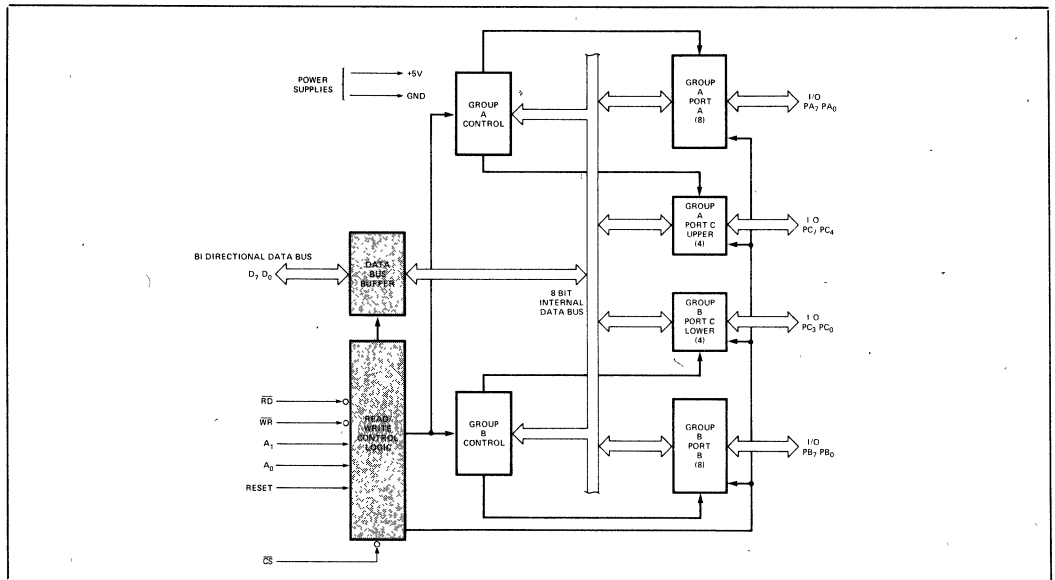 POWER
SUPPLIES
+5V
GND
GROUP
A
CONTROL
GROUP
A
PORT
A
(8)
I/O
PA7 PA0
GROUP
A
PORT C
UPPER
(4)
I O
PC7 PC4
BI DIRECTIONAL DATA BUS
D7 D0
DATA
BUS
BUFFER
8 BIT
INTERNAL
DATA BUS
GROUP
B
PORT C
LOWER
(4)
I O
PC3 PC0
RD
WR
A1
A0
RESET
READ/
WRITE
CONTROL
LOGIC
GROUP
B
CONTROL
GROUP
B
PORT
B
(8)
I/O
PB7 PB0
CS